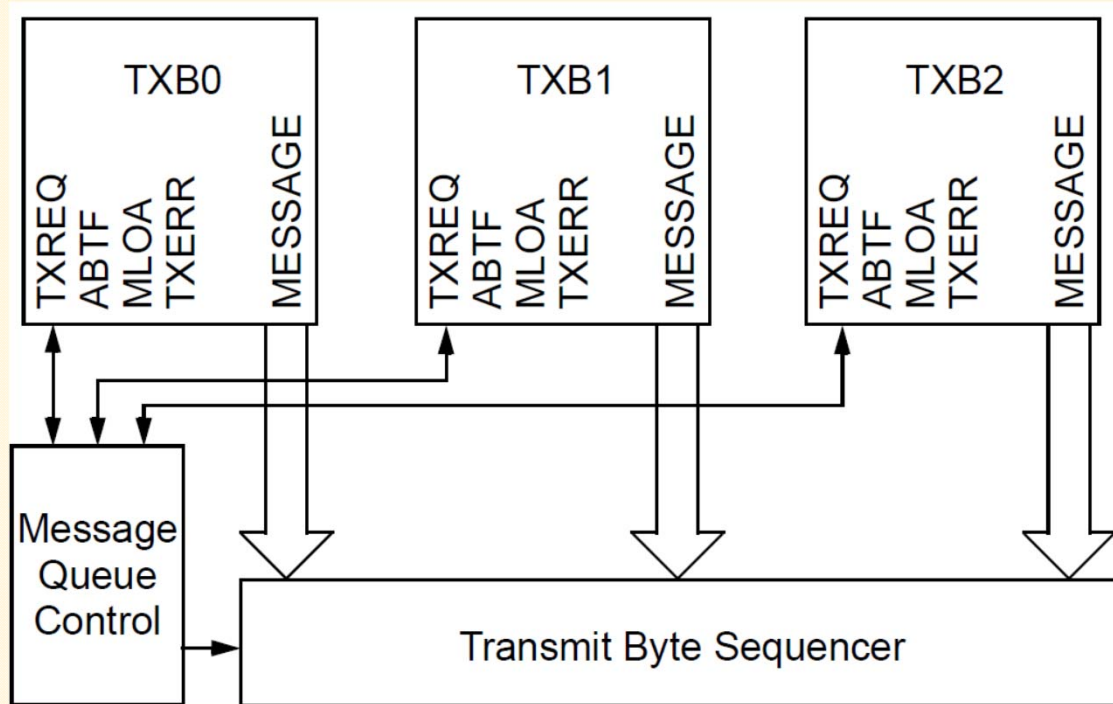 TXB0
TXREQ
ABTF
MLOA
TXERR
MESSAGE
TXB1
TXREQ
ABTF
MLOA
TXERR
MESSAGE
TXB2
TXREQ
ABTF
MLOA
TXERR
MESSAGE
Message
Queue
Control
Transmit Byte Sequencer